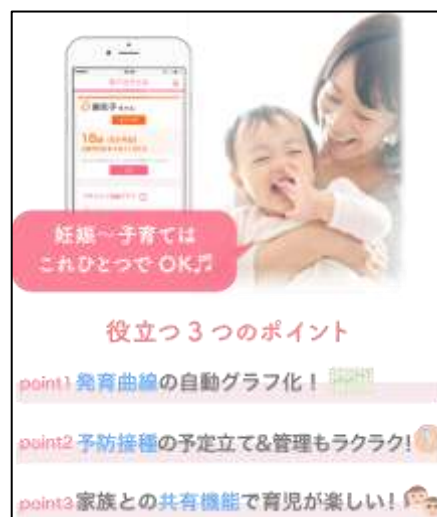 妊娠〜子育ては
これひとつでOK♬
役立つ3つのポイント
point1 発育曲線の自動グラフ化！
point2 予防接種の予定立て&管理もラクラク!
point3 家族との共有機能で育児が楽しい！